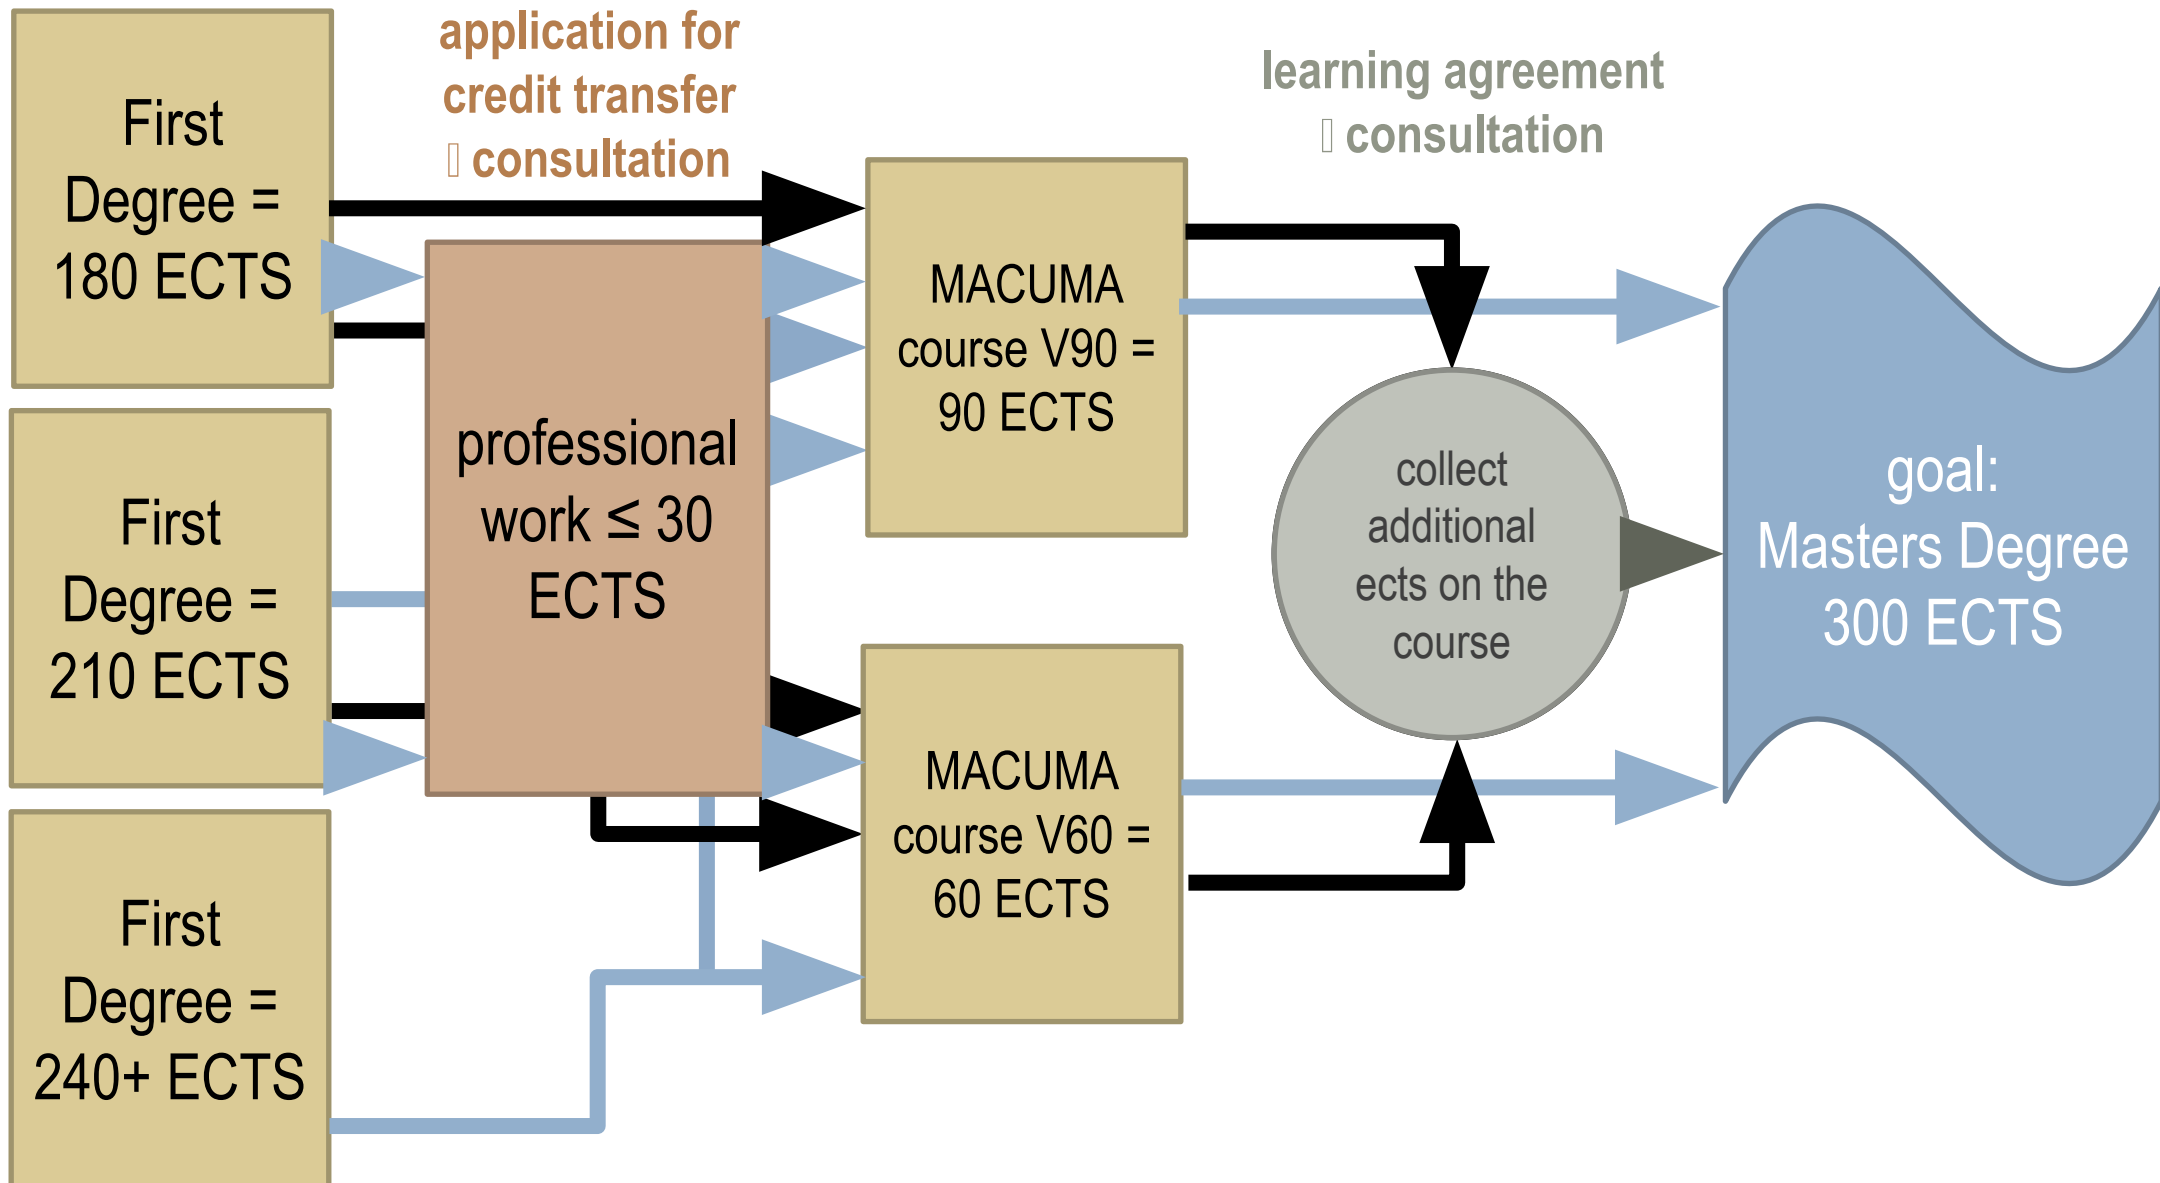 application for
credit transfer
▯ consultation
learning agreement
▯ consultation
First
Degree =
180 ECTS
First
Degree =
210 ECTS
First
Degree =
240+ ECTS
professional
work ≤ 30
ECTS
MACUMA
course V90 =
90 ECTS
MACUMA
course V60 =
60 ECTS
collect
additional
ects on the
course
goal:
Masters Degree
300 ECTS